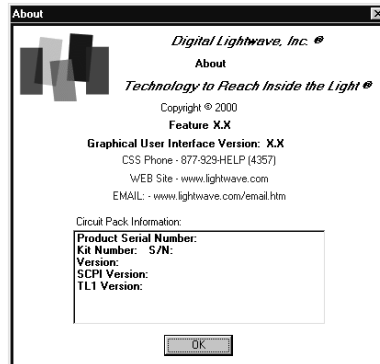 About
Digital Lightwave, Inc. ®
About
Technology to Reach Inside the Light ®
Copyright © 2000
Feature X.X
Graphical User Interface Version: X.X
CSS Phone - 877-929-HELP (4357)
WEB Site - www.lightwave.com
EMAIL: - www.lightwave.com/email.htm
Circuit Pack Information:
Product Serial Number:
Kit Number: S/N:
Version:
SCPI Version:
TL1 Version:
OK